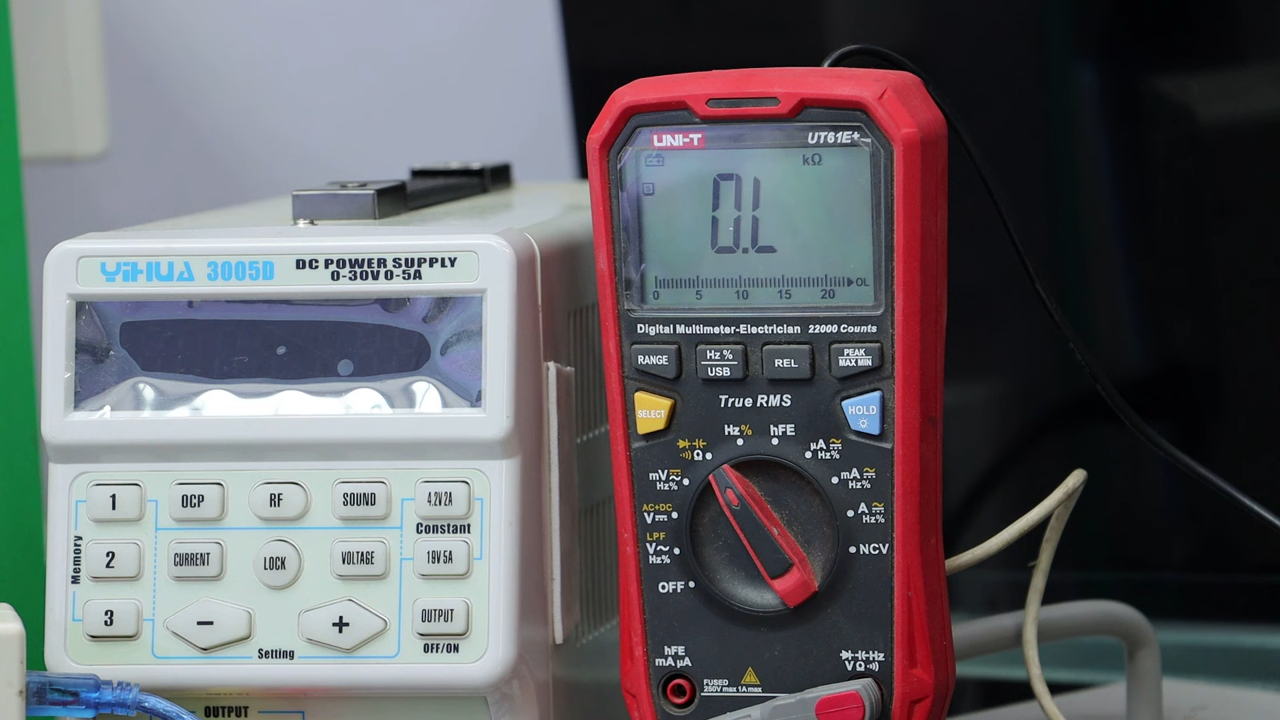 YIHUA 3005D
DC POWER SUPPLY
0-30V 0-5A
1
OCP
RF
SOUND
4.2V 2A
Constant
Memory
2
CURRENT
LOCK
VOLTAGE
19V 5A
3
-
+
OUTPUT
OFF/ON
Setting
OUTPUT
UNI-T
UT61E+
kΩ
S
0.L
0 5 10 15 20 OL
Digital Multimeter-Electrician 22000 Counts
RANGE
Hz %
USB
REL
PEAK
MAX MIN
SELECT
True RMS
HOLD
Hz%
hFE
Ω
µA
Hz%
mV
Hz%
mA
Hz%
AC+DC
V
A
Hz%
LPF
V~
Hz%
NCV
OFF
hFE
mA µA
FUSED
250V max 1A max
Hz
V Ω